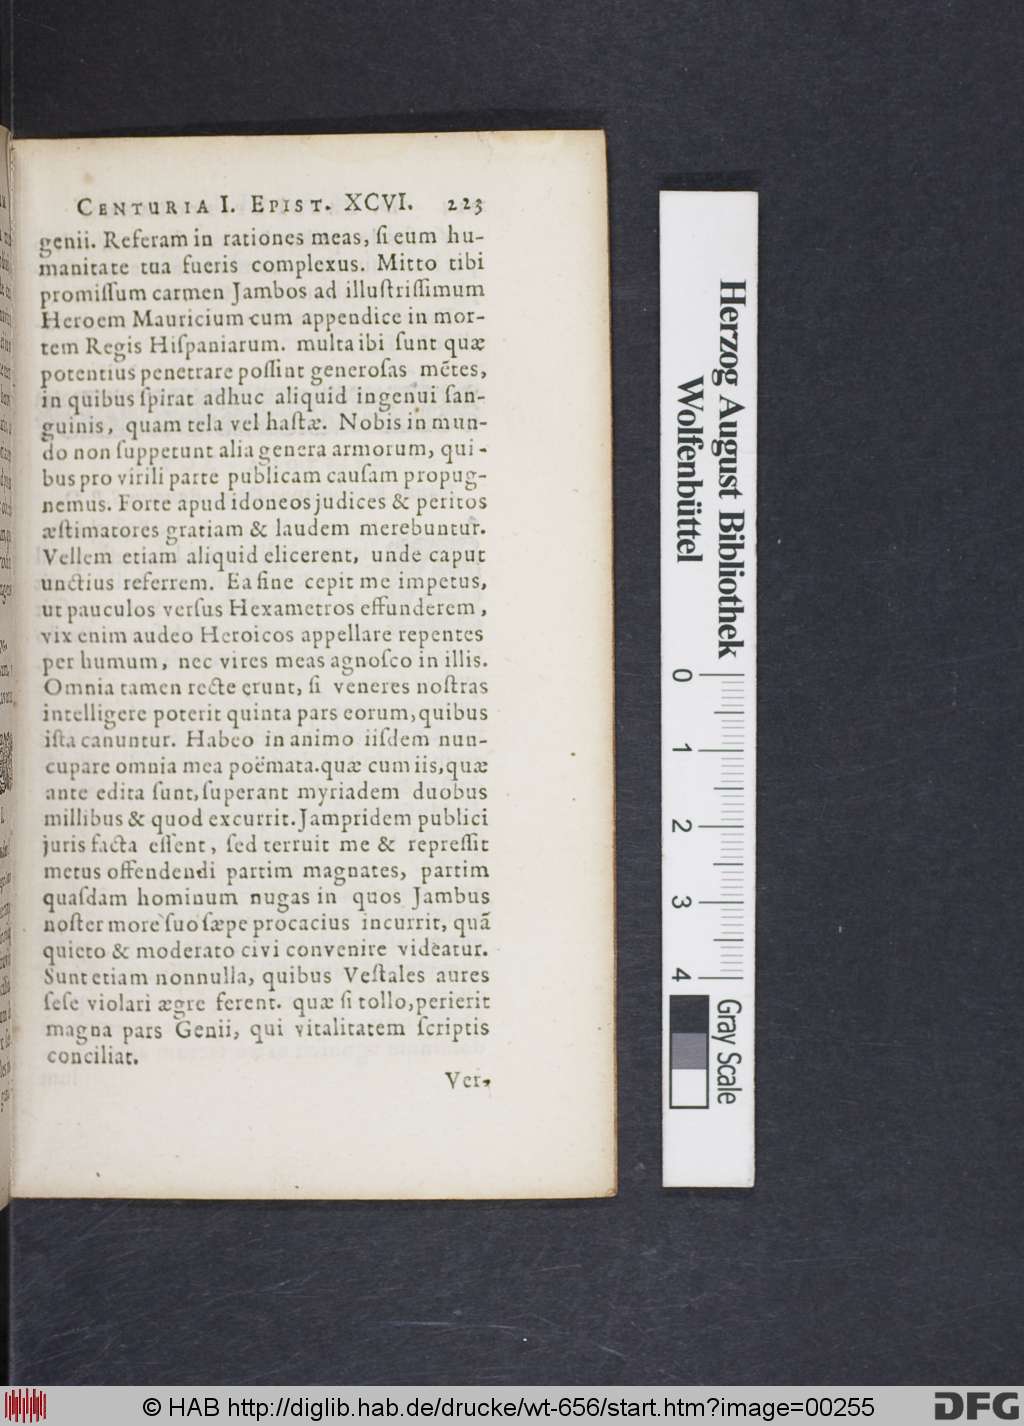 CENTURIA I. EPIST. XCVI. 223
genii. Referam in rationes meas, ſi eum hu-
manitate tua fueris complexus. Mitto tibi
promiſſum carmen Jambos ad illuſtriſſimum
Heroem Mauricium cum appendice in mor-
tem Regis Hiſpaniarum. multa ibi ſunt quæ
potentius penetrare poſſint generoſas mētes,
in quibus ſpirat adhuc aliquid ingenui ſan-
guinis, quam tela vel haſtæ. Nobis in mun-
do non ſuppetunt alia genera armorum, qui-
bus pro virili parte publicam cauſam propug-
nemus. Forte apud idoneos judices & peritos
æſtimatores gratiam & laudem merebuntur.
Vellem etiam aliquid elicerent, unde caput
unctius referrem. Ea ſine cepit me impetus,
ut pauculos verſus Hexametros effunderem,
vix enim audeo Heroicos appellare repentes
per humum, nec vires meas agnoſco in illis.
Omnia tamen recte erunt, ſi veneres noſtras
intelligere poterit quinta pars eorum, quibus
iſta canuntur. Habeo in animo iiſdem nun-
cupare omnia mea poëmata. quæ cum iis, quæ
ante edita ſunt, ſuperant myriadem duobus
millibus & quod excurrit. Jampridem publici
juris facta eſſent, ſed terruit me & repreſſit
metus offendendi partim magnates, partim
quaſdam hominum nugas in quos Jambus
noſter more ſuo ſæpe procacius incurrit, quā
quieto & moderato civi convenire videatur.
Sunt etiam nonnulla, quibus Veſtales aures
ſeſe violari ægre ferent. quæ ſi tollo, perierit
magna pars Genii, qui vitalitatem ſcriptis
conciliat.
Ver-
Herzog August Bibliothek
Wolfenbüttel
0 1 2 3 4
Gray Scale
© HAB http://diglib.hab.de/drucke/wt-656/start.htm?image=00255
DFG